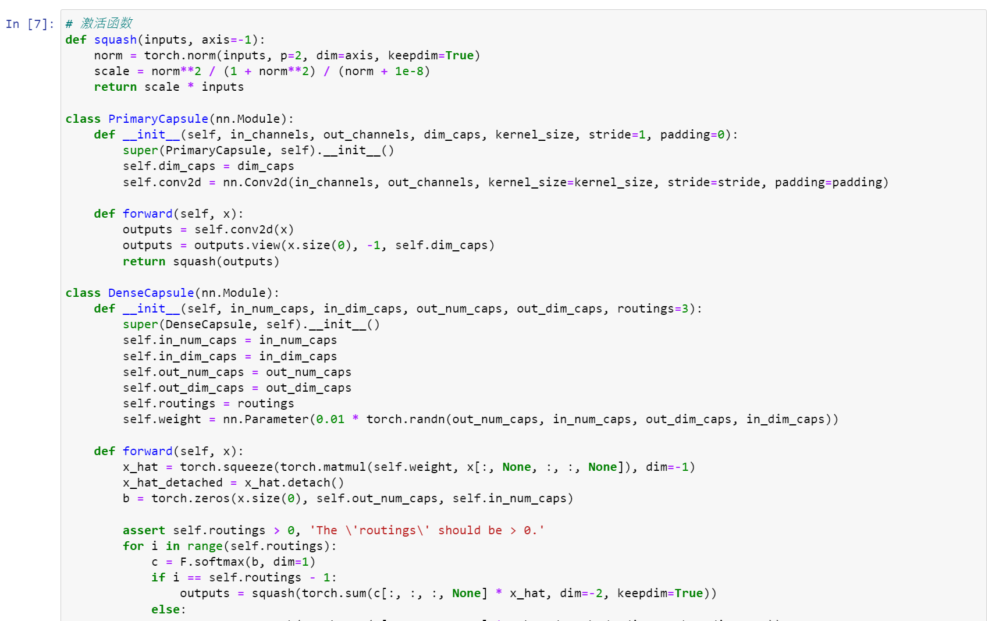 In [7]:
# 激活函数
def squash(inputs, axis=-1):
    norm = torch.norm(inputs, p=2, dim=axis, keepdim=True)
    scale = norm**2 / (1 + norm**2) / (norm + 1e-8)
    return scale * inputs

class PrimaryCapsule(nn.Module):
    def __init__(self, in_channels, out_channels, dim_caps, kernel_size, stride=1, padding=0):
        super(PrimaryCapsule, self).__init__()
        self.dim_caps = dim_caps
        self.conv2d = nn.Conv2d(in_channels, out_channels, kernel_size=kernel_size, stride=stride, padding=padding)

    def forward(self, x):
        outputs = self.conv2d(x)
        outputs = outputs.view(x.size(0), -1, self.dim_caps)
        return squash(outputs)

class DenseCapsule(nn.Module):
    def __init__(self, in_num_caps, in_dim_caps, out_num_caps, out_dim_caps, routings=3):
        super(DenseCapsule, self).__init__()
        self.in_num_caps = in_num_caps
        self.in_dim_caps = in_dim_caps
        self.out_num_caps = out_num_caps
        self.out_dim_caps = out_dim_caps
        self.routings = routings
        self.weight = nn.Parameter(0.01 * torch.randn(out_num_caps, in_num_caps, out_dim_caps, in_dim_caps))

    def forward(self, x):
        x_hat = torch.squeeze(torch.matmul(self.weight, x[:, None, :, :, None]), dim=-1)
        x_hat_detached = x_hat.detach()
        b = torch.zeros(x.size(0), self.out_num_caps, self.in_num_caps)

        assert self.routings > 0, 'The \'routings\' should be > 0.'
        for i in range(self.routings):
            c = F.softmax(b, dim=1)
            if i == self.routings - 1:
                outputs = squash(torch.sum(c[:, :, :, None] * x_hat, dim=-2, keepdim=True))
            else: